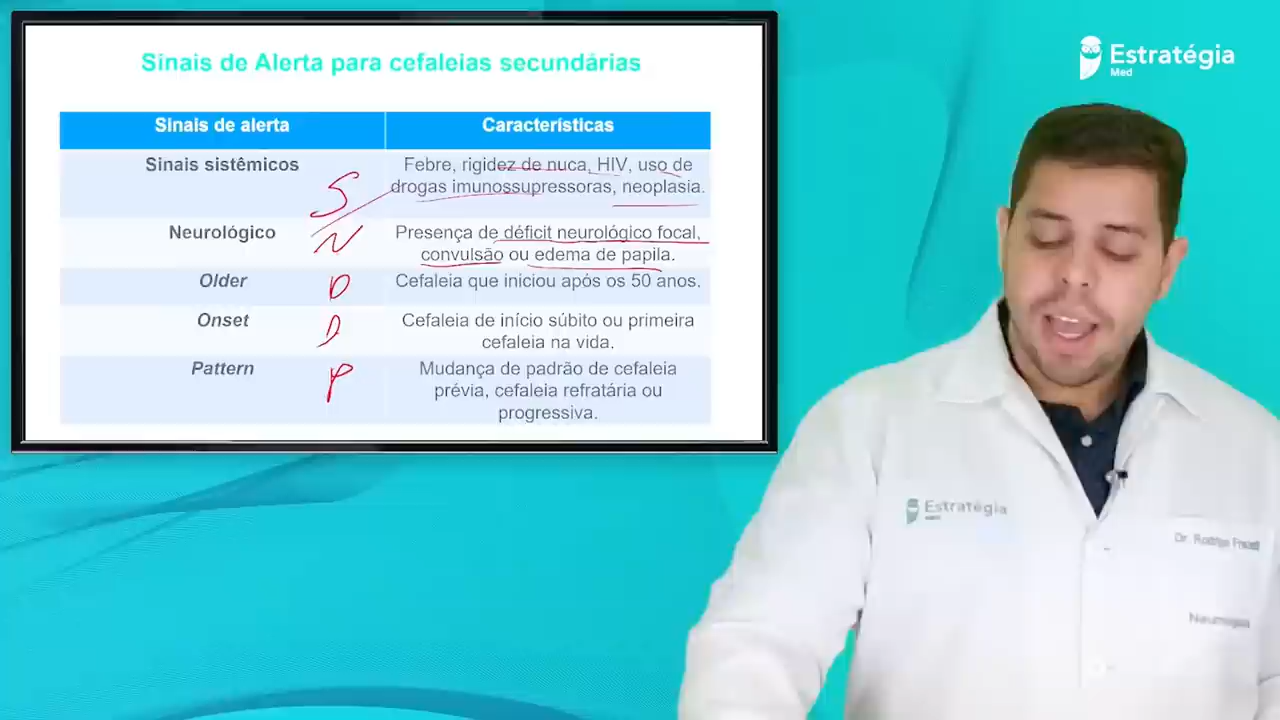 Sinais de Alerta para cefaleias secundárias
Estratégia
Med
Sinais de alerta
Características
Sinais sistêmicos
S
Febre, rigidez de nuca, HIV, uso de
drogas imunossupressoras, neoplasia.
Neurológico
N
Presença de déficit neurológico focal,
convulsão ou edema de papila.
Older
O
Cefaleia que iniciou após os 50 anos.
Onset
O
Cefaleia de início súbito ou primeira
cefaleia na vida.
Pattern
P
Mudança de padrão de cefaleia
prévia, cefaleia refratária ou
progressiva.
Estratégia
MED
Dr. Rodrigo